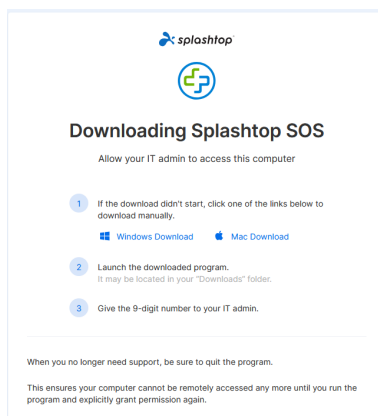 splashtop
Downloading Splashtop SOS
Allow your IT admin to access this computer
1 If the download didn't start, click one of the links below to
download manually.
Windows Download Mac Download
2 Launch the downloaded program.
It may be located in your "Downloads" folder.
3 Give the 9-digit number to your IT admin.
When you no longer need support, be sure to quit the program.
This ensures your computer cannot be remotely accessed any more until you run the
program and explicitly grant permission again.